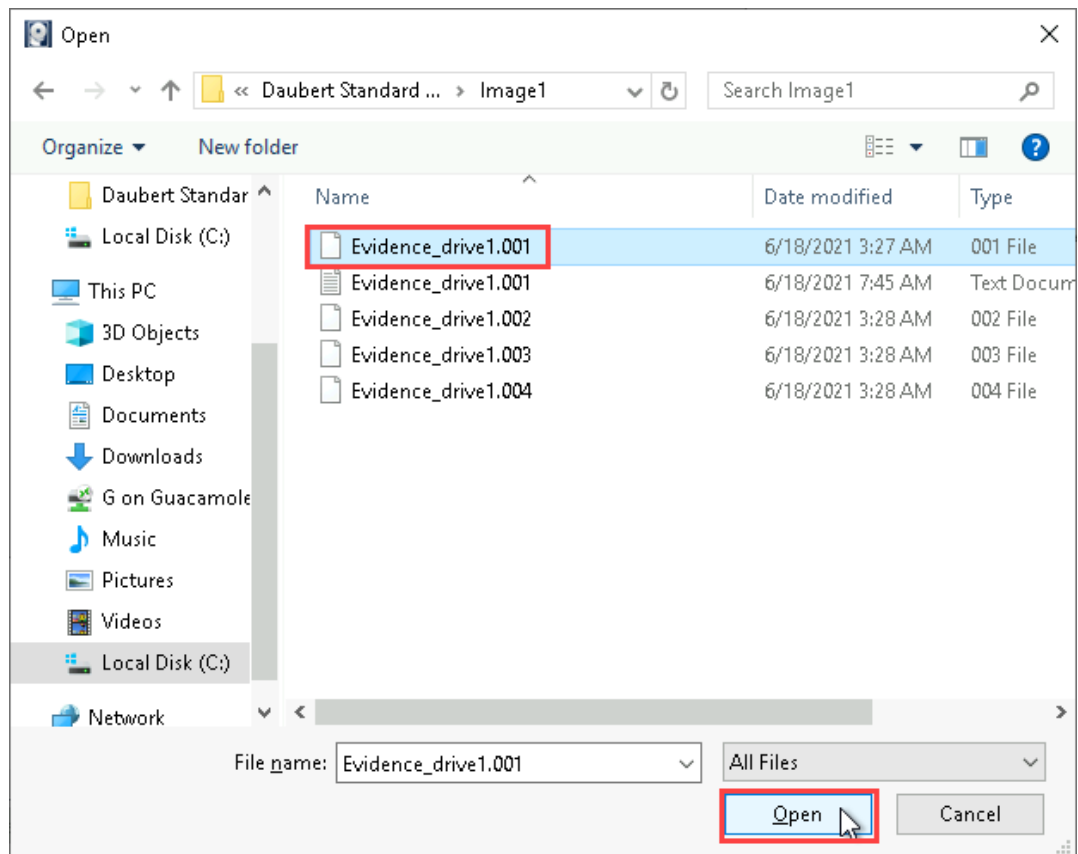 Open
« Daubert Standard ... > Image1
Search Image1
Organize
New folder
?
Daubert Standar
Local Disk (C:)
This PC
3D Objects
Desktop
Documents
Downloads
G on Guacamole
Music
Pictures
Videos
Local Disk (C:)
Network
Name Date modified Type
Evidence_drive1.001 6/18/2021 3:27 AM 001 File
Evidence_drive1.001 6/18/2021 7:45 AM Text Docum
Evidence_drive1.002 6/18/2021 3:28 AM 002 File
Evidence_drive1.003 6/18/2021 3:28 AM 003 File
Evidence_drive1.004 6/18/2021 3:28 AM 004 File
File name: Evidence_drive1.001 All Files
Open Cancel